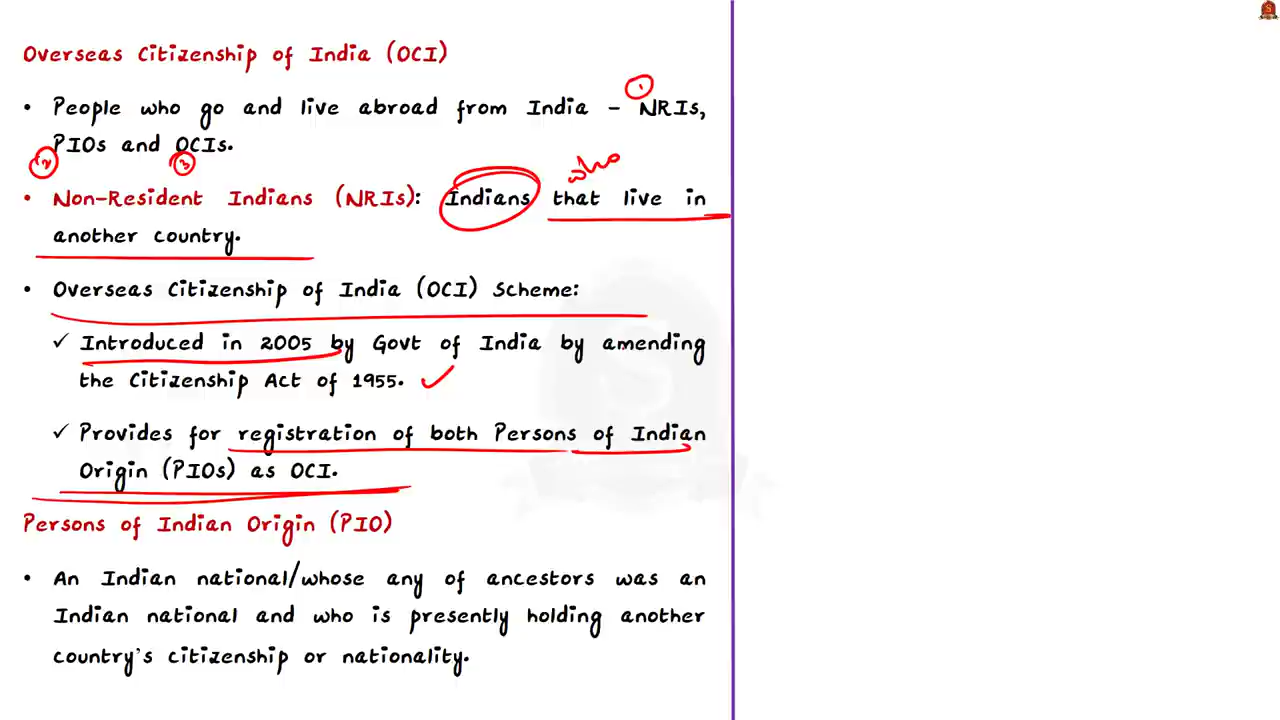 Overseas Citizenship of India (OCI)
• People who go and live abroad from India – NRIs,
PIOs and OCIs.
1
2
3
who
• Non-Resident Indians (NRIs): Indians that live in
another country.
• Overseas Citizenship of India (OCI) Scheme:
✓ Introduced in 2005 by Govt of India by amending
the Citizenship Act of 1955.
✓ Provides for registration of both Persons of Indian
Origin (PIOs) as OCI.
Persons of Indian Origin (PIO)
• An Indian national/whose any of ancestors was an
Indian national and who is presently holding another
country's citizenship or nationality.
S